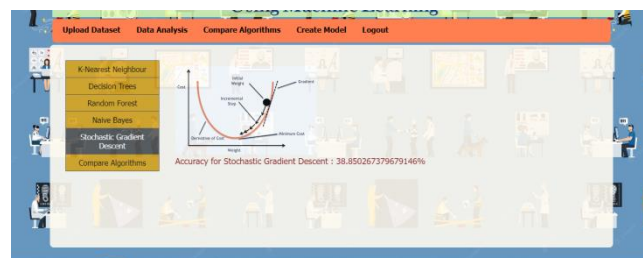 Using Machine Learning
Upload Dataset Data Analysis Compare Algorithms Create Model Logout
K-Nearest Neighbour
Decision Trees
Random Forest
Naive Bayes
Stochastic Gradient
Descent
Compare Algorithms
Cost
Initial
Weight
Gradient
Incremental
Step
Derivative of Cost
Minimum Cost
Weight
Accuracy for Stochastic Gradient Descent : 38.850267379679146%